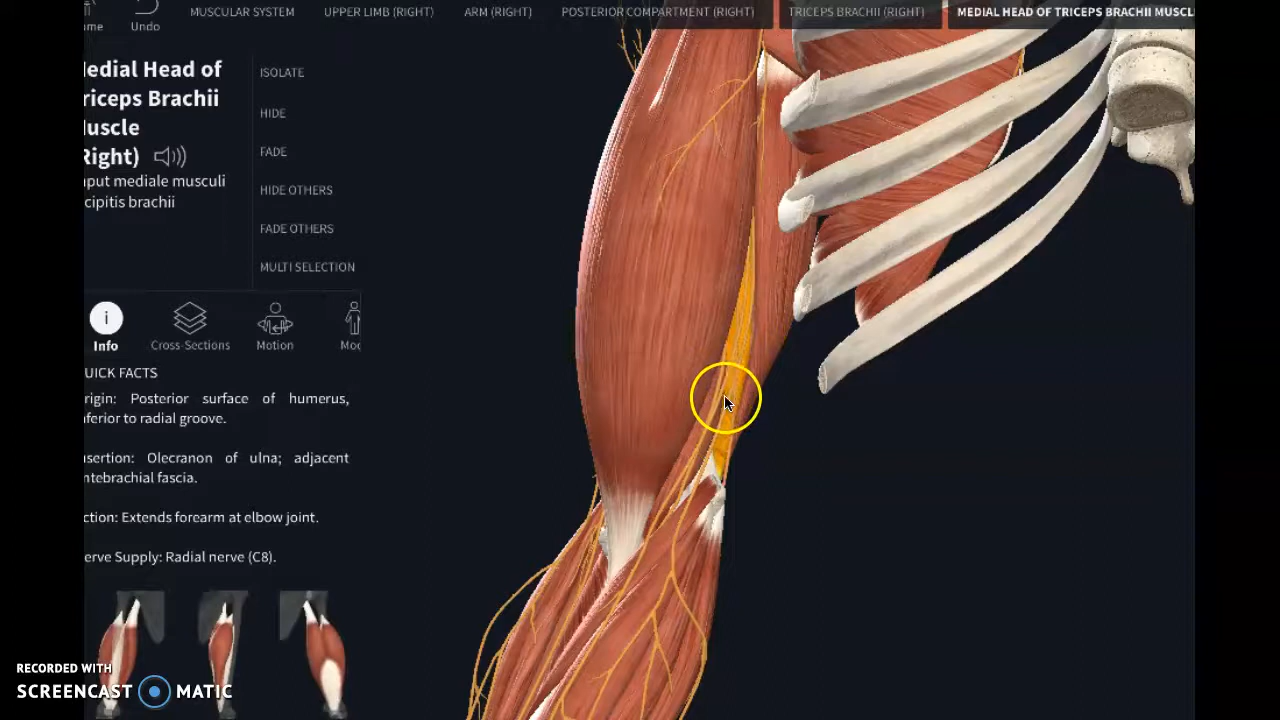 ome
Undo
MUSCULAR SYSTEM
UPPER LIMB (RIGHT)
ARM (RIGHT)
POSTERIOR COMPARTMENT (RIGHT)
TRICEPS BRACHII (RIGHT)
MEDIAL HEAD OF TRICEPS BRACHII MUSCL
edial Head of
riceps Brachii
uscle
Right)
aput mediale musculi
icipitis brachii
ISOLATE
HIDE
FADE
HIDE OTHERS
FADE OTHERS
MULTI SELECTION
i
Info
Cross-Sections
Motion
Mo
UICK FACTS
rigin: Posterior surface of humerus,
nferior to radial groove.
nsertion: Olecranon of ulna; adjacent
ntebrachial fascia.
ction: Extends forearm at elbow joint.
erve Supply: Radial nerve (C8).
RECORDED WITH
SCREENCAST MATIC